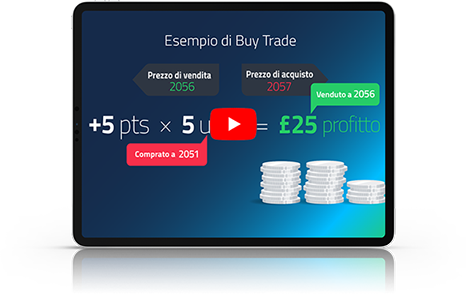 Esempio di Buy Trade
Prezzo di vendita
2056
Prezzo di acquisto
2057
Venduto a 2056
+5 pts × 5 u = £25 profitto
Comprato a 2051